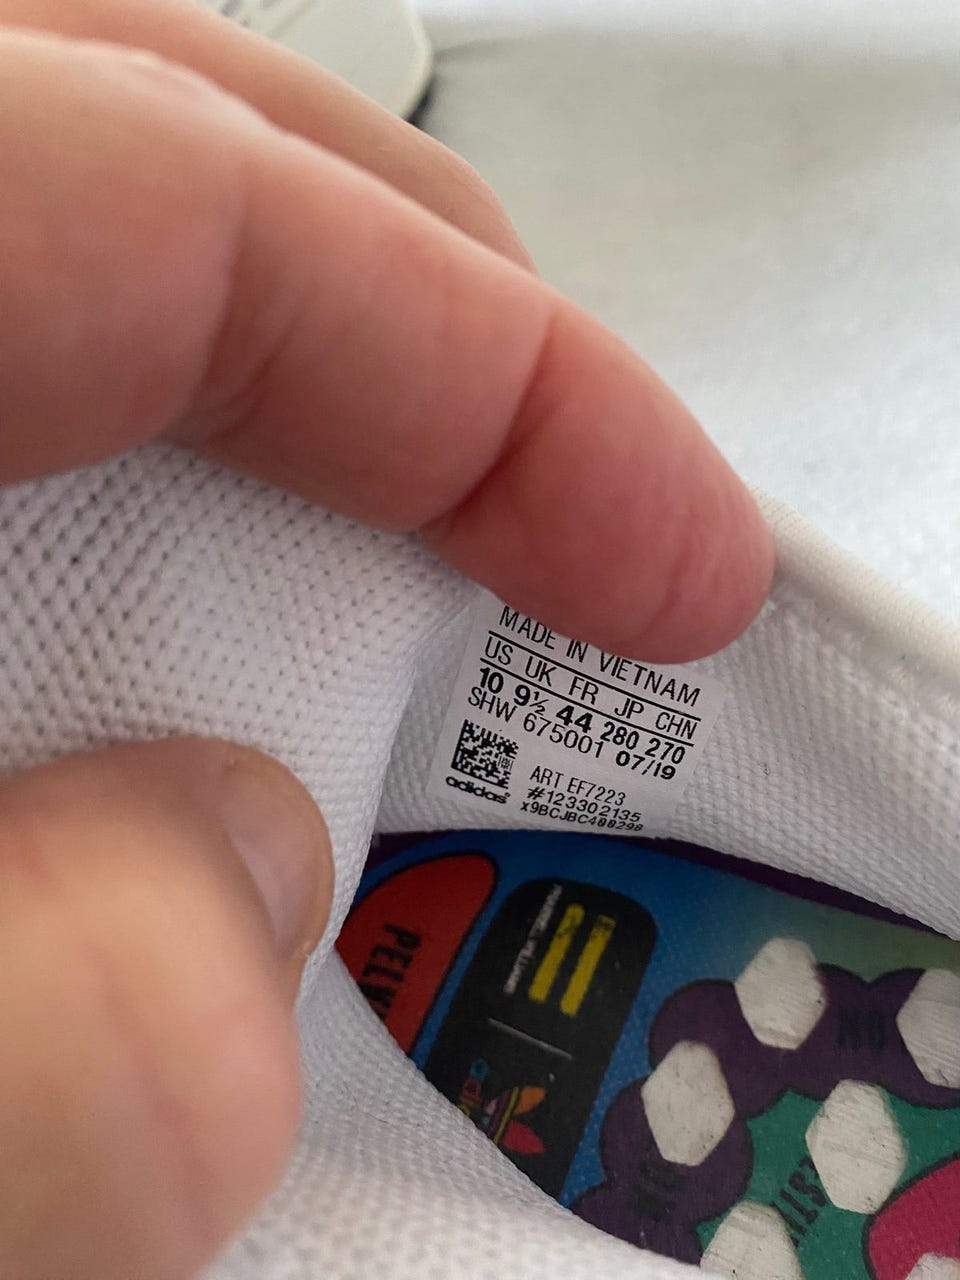 MADE IN VIETNAM
US UK FR JP CHN
10 9½ 44 280 270
SHW 675001 07/19
ART EF7223
#123302135
x9BCJBC400298
adidas